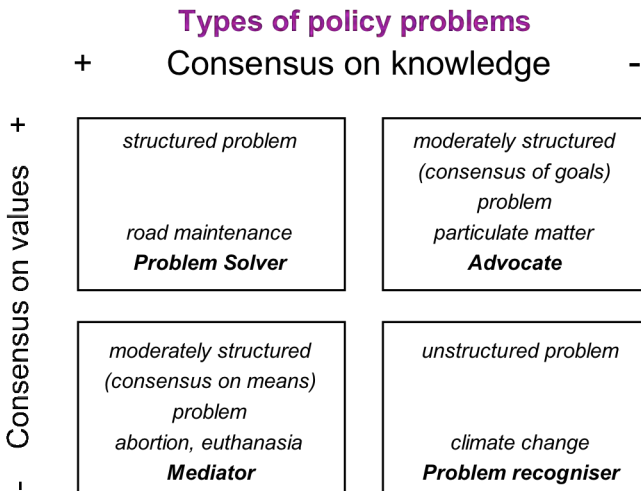 Types of policy problems
+ Consensus on knowledge -
+
Consensus on values
-
structured problem
road maintenance
Problem Solver
moderately structured
(consensus of goals)
problem
particulate matter
Advocate
moderately structured
(consensus on means)
problem
abortion, euthanasia
Mediator
unstructured problem
climate change
Problem recogniser